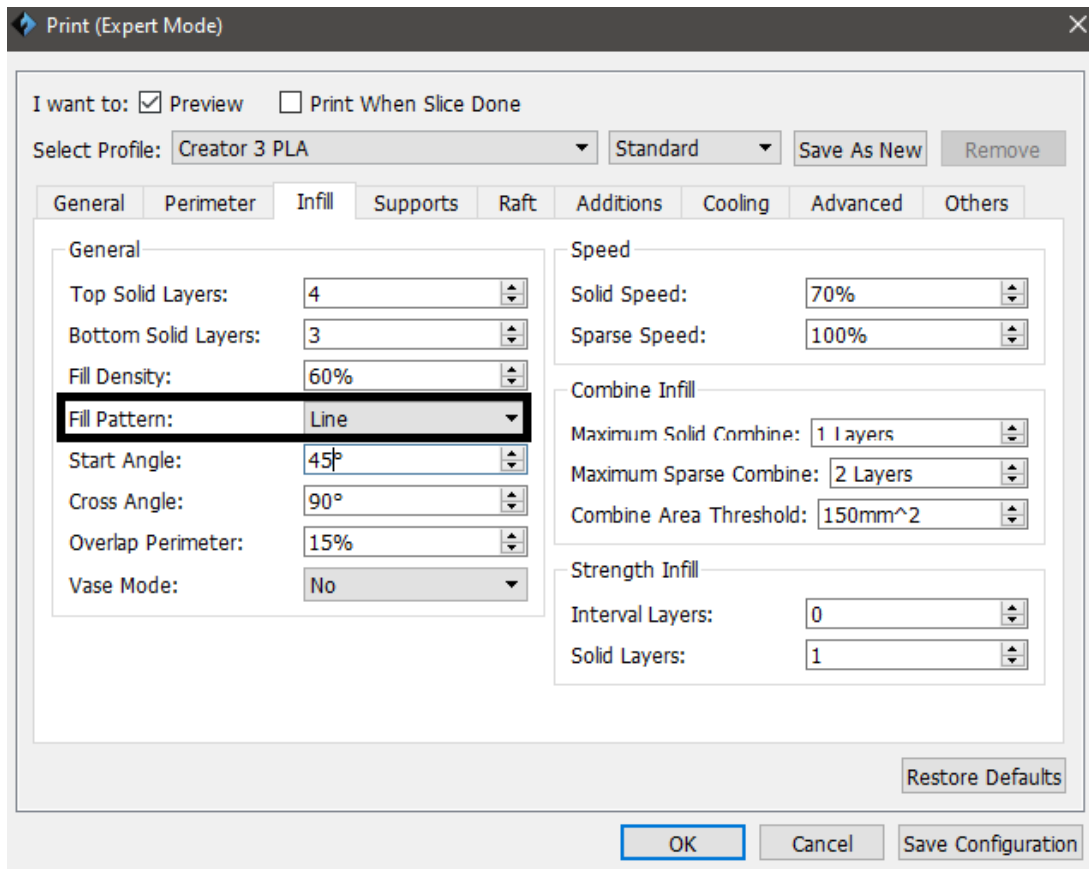 Print (Expert Mode)
I want to: Preview Print When Slice Done
Select Profile: Creator 3 PLA Standard Save As New Remove
General Perimeter Infill Supports Raft Additions Cooling Advanced Others
General
Top Solid Layers: 4
Bottom Solid Layers: 3
Fill Density: 60%
Fill Pattern: Line
Start Angle: 45°
Cross Angle: 90°
Overlap Perimeter: 15%
Vase Mode: No
Speed
Solid Speed: 70%
Sparse Speed: 100%
Combine Infill
Maximum Solid Combine: 1 Layers
Maximum Sparse Combine: 2 Layers
Combine Area Threshold: 150mm^2
Strength Infill
Interval Layers: 0
Solid Layers: 1
Restore Defaults
OK Cancel Save Configuration